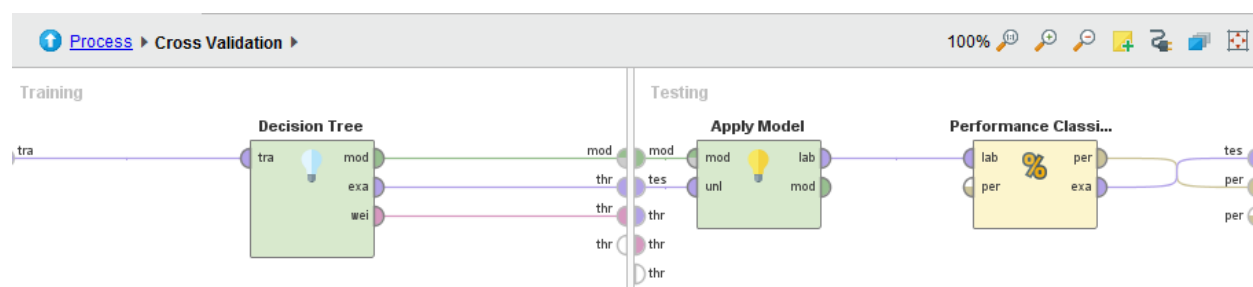 Process Cross Validation
100%
Training
Testing
Decision Tree
Apply Model
Performance Classi...
tra
tra
mod
exa
wei
mod
thr
thr
thr
mod
tes
thr
thr
thr
mod
unl
lab
mod
lab
per
per
exa
tes
per
per